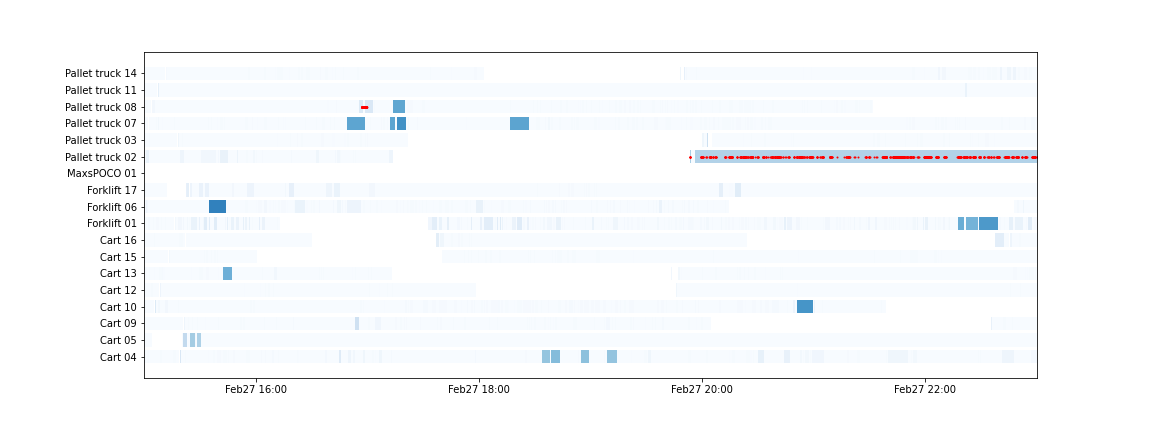 Pallet truck 14
Pallet truck 11
Pallet truck 08
Pallet truck 07
Pallet truck 03
Pallet truck 02
MaxsPOCO 01
Forklift 17
Forklift 06
Forklift 01
Cart 16
Cart 15
Cart 13
Cart 12
Cart 10
Cart 09
Cart 05
Cart 04
Feb27 16:00
Feb27 18:00
Feb27 20:00
Feb27 22:00